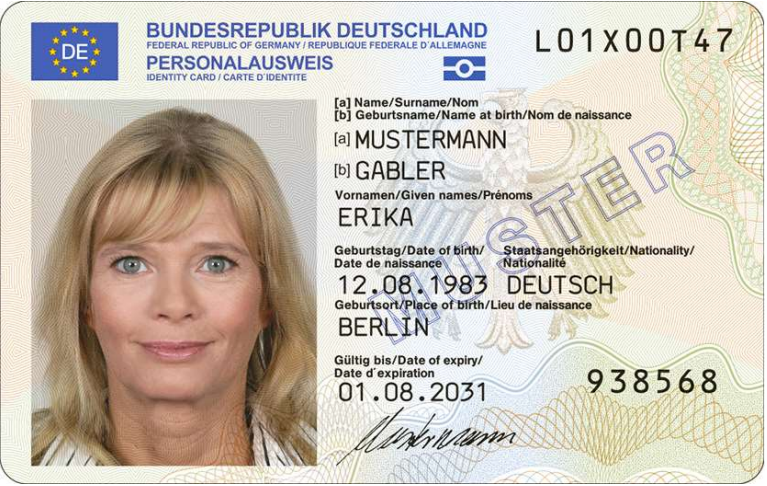 DE
BUNDESREPUBLIK DEUTSCHLAND
FEDERAL REPUBLIC OF GERMANY / REPUBLIQUE FEDERALE D´ALLEMAGNE
PERSONALAUSWEIS
IDENTITY CARD / CARTE D´IDENTITE
L01X00T47
[a] Name/Surname/Nom
[b] Geburtsname/Name at birth/Nom de naissance
[a] MUSTERMANN
[b] GABLER
Vornamen/Given names/Prénoms
ERIKA
Geburtstag/Date of birth/ Staatsangehörigkeit/Nationality/
Date de naissance Nationalité
12.08.1983 DEUTSCH
Geburtsort/Place of birth/Lieu de naissance
BERLIN
Gültig bis/Date of expiry/
Date d´expiration
01.08.2031
938568
Mustermann
MUSTER